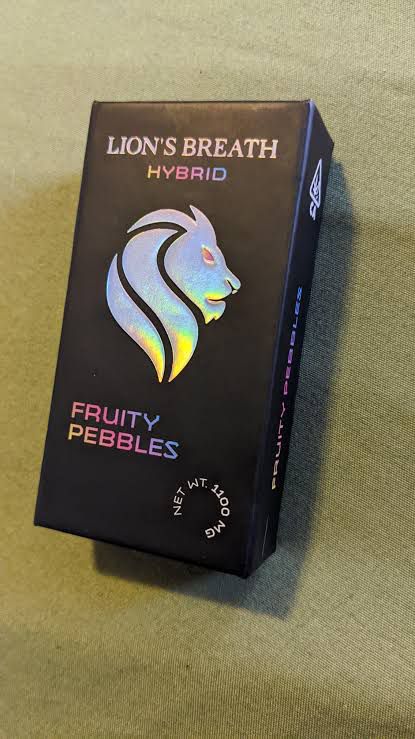 LION'S BREATH
HYBRID
FRUITY
PEBBLES
NET WT. 1100 MG
FRUITY PEBBLES